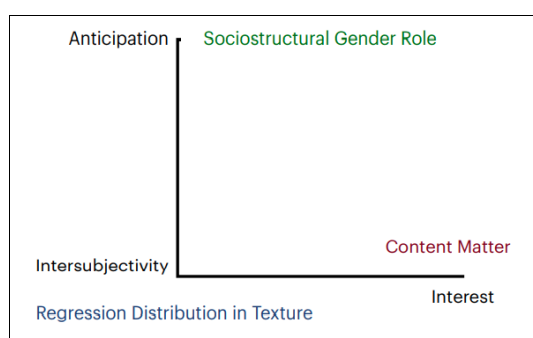 Anticipation
Sociostructural Gender Role
Content Matter
Intersubjectivity
Interest
Regression Distribution in Texture